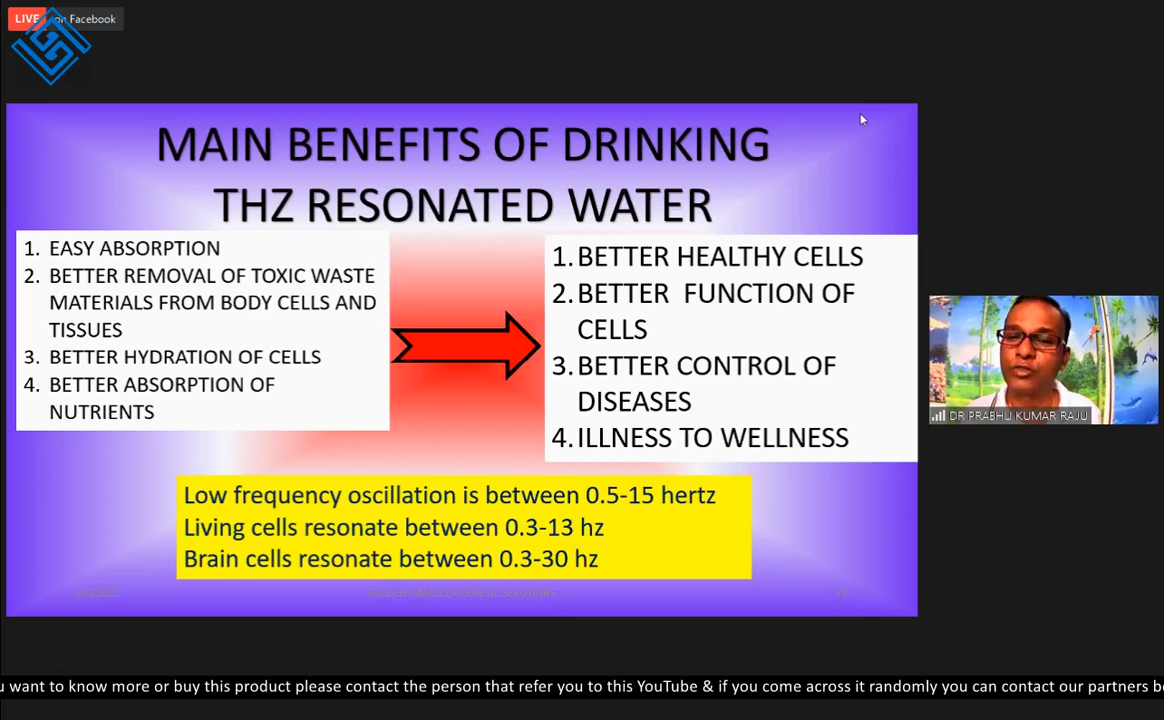 LIVE on Facebook
MAIN BENEFITS OF DRINKING
THZ RESONATED WATER
1. EASY ABSORPTION
2. BETTER REMOVAL OF TOXIC WASTE
MATERIALS FROM BODY CELLS AND
TISSUES
3. BETTER HYDRATION OF CELLS
4. BETTER ABSORPTION OF
NUTRIENTS
1. BETTER HEALTHY CELLS
2. BETTER FUNCTION OF
CELLS
3. BETTER CONTROL OF
DISEASES
4. ILLNESS TO WELLNESS
DR PRABHU KUMAR RAJU
Low frequency oscillation is between 0.5-15 hertz
Living cells resonate between 0.3-13 hz
Brain cells resonate between 0.3-30 hz
GOLDEN HANDS EPIGENETIC SOLUTIONS
u want to know more or buy this product please contact the person that refer you to this YouTube & if you come across it randomly you can contact our partners be